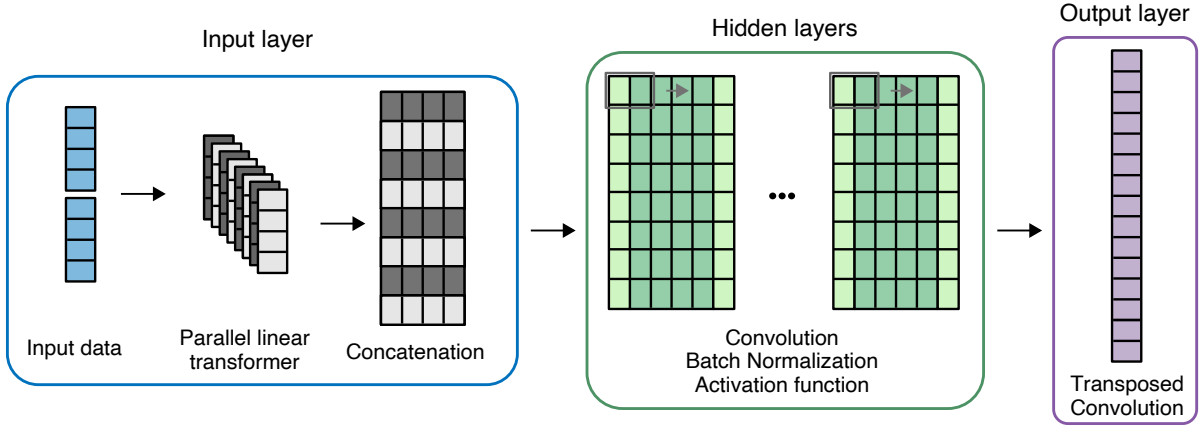 Input layer
Input data
Parallel linear
transformer
Concatenation
Hidden layers
Convolution
Batch Normalization
Activation function
Output layer
Transposed
Convolution